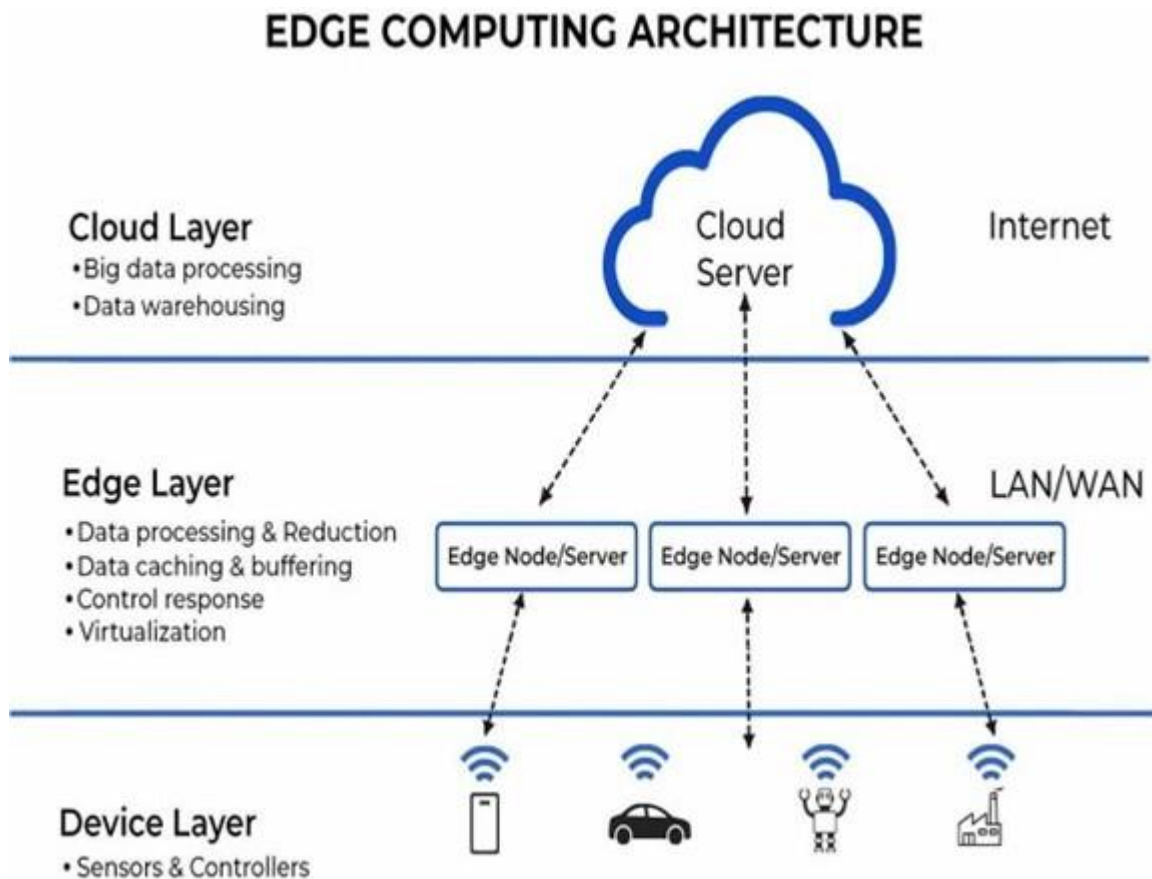 EDGE COMPUTING ARCHITECTURE
Cloud Layer
•Big data processing
•Data warehousing
Cloud
Server
Internet
Edge Layer
•Data processing & Reduction
•Data caching & buffering
•Control response
•Virtualization
LAN/WAN
Edge Node/Server
Edge Node/Server
Edge Node/Server
Device Layer
•Sensors & Controllers